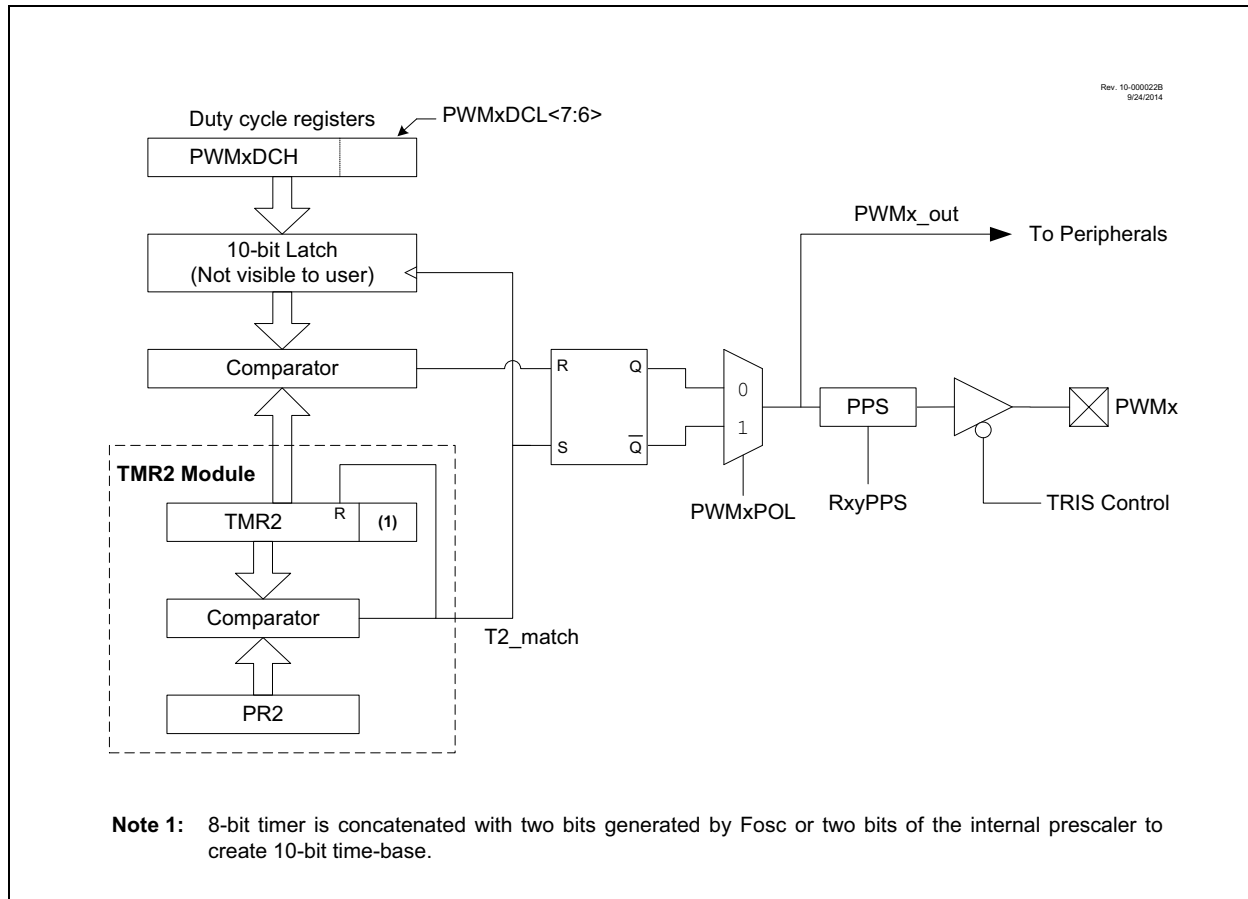 Rev. 10-000022B
9/24/2014
Duty cycle registers
PWMxDCL<7:6>
PWMxDCH
10-bit Latch
(Not visible to user)
Comparator
PWMx_out
To Peripherals
R
Q
S
Q̅
0
1
PPS
PWMx
PWMxPOL
RxyPPS
TRIS Control
TMR2 Module
R
TMR2
(1)
Comparator
T2_match
PR2
Note 1: 8-bit timer is concatenated with two bits generated by Fosc or two bits of the internal prescaler to
create 10-bit time-base.